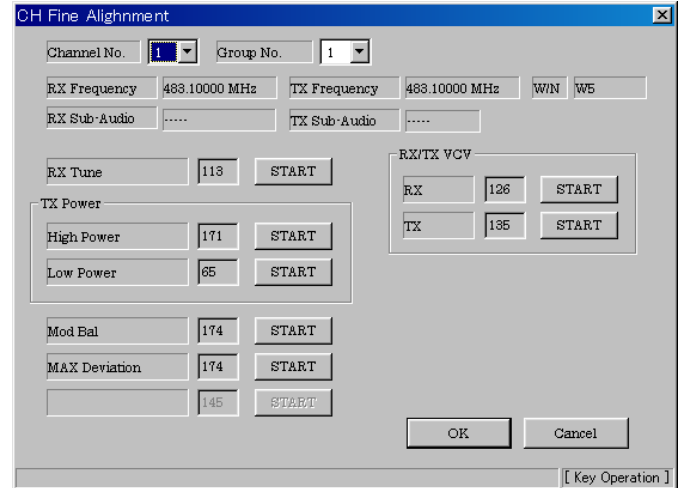 CH Fine Alighnment
Channel No. 1 Group No. 1
RX Frequency 483.10000 MHz TX Frequency 483.10000 MHz W/N W5
RX Sub-Audio ----- TX Sub-Audio -----
RX Tune 113 START
RX/TX VCV
RX 126 START
TX 135 START
TX Power
High Power 171 START
Low Power 65 START
Mod Bal 174 START
MAX Deviation 174 START
145 START
OK Cancel
[ Key Operation ]